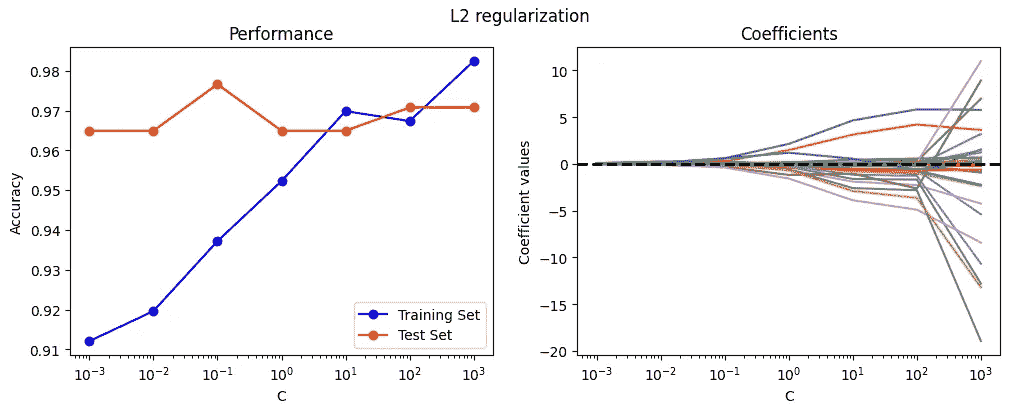 L2 regularization
Performance
0.98
0.97
0.96
0.95
0.94
0.93
0.92
0.91
Accuracy
10⁻³ 10⁻² 10⁻¹ 10⁰ 10¹ 10² 10³
C
Training Set
Test Set
Coefficients
10
5
0
−5
−10
−15
−20
Coefficient values
10⁻³ 10⁻² 10⁻¹ 10⁰ 10¹ 10² 10³
C